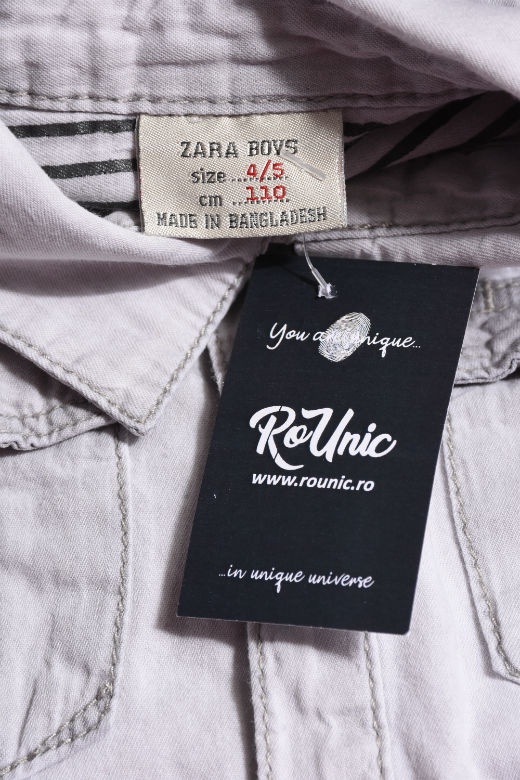 ZARA BOYS
size ......4/5
cm ......110
MADE IN BANGLADESH
You are unique...
RoUnic
www.rounic.ro
...in unique universe